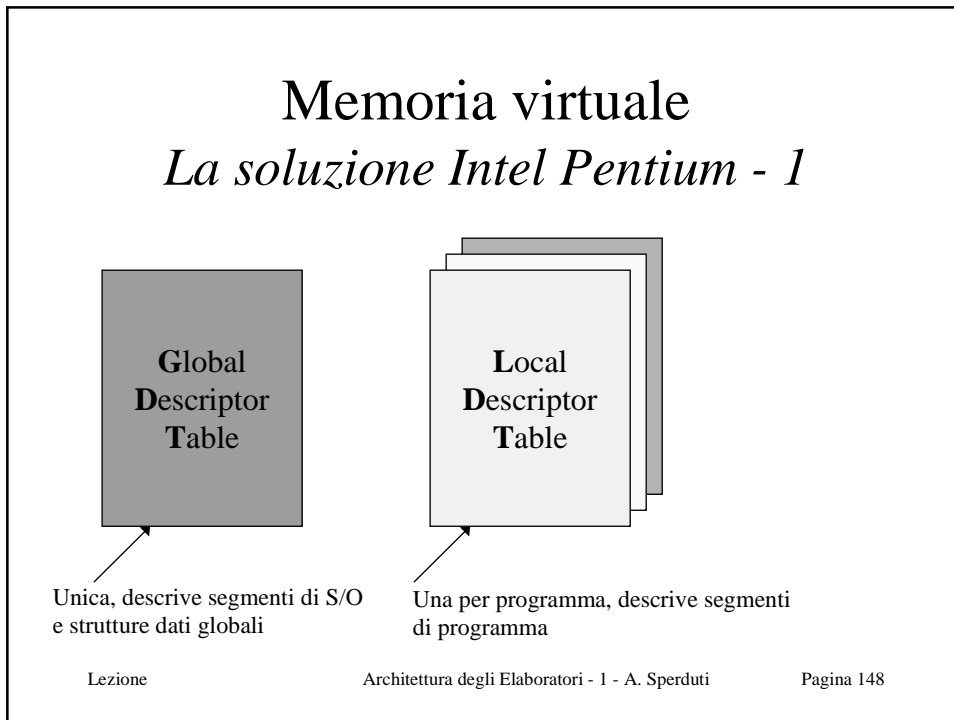 Memoria virtuale
La soluzione Intel Pentium - 1
Global
Descriptor
Table
Local
Descriptor
Table
Unica, descrive segmenti di S/O
e strutture dati globali
Una per programma, descrive segmenti
di programma
Lezione
Architettura degli Elaboratori - 1 - A. Sperduti
Pagina 148